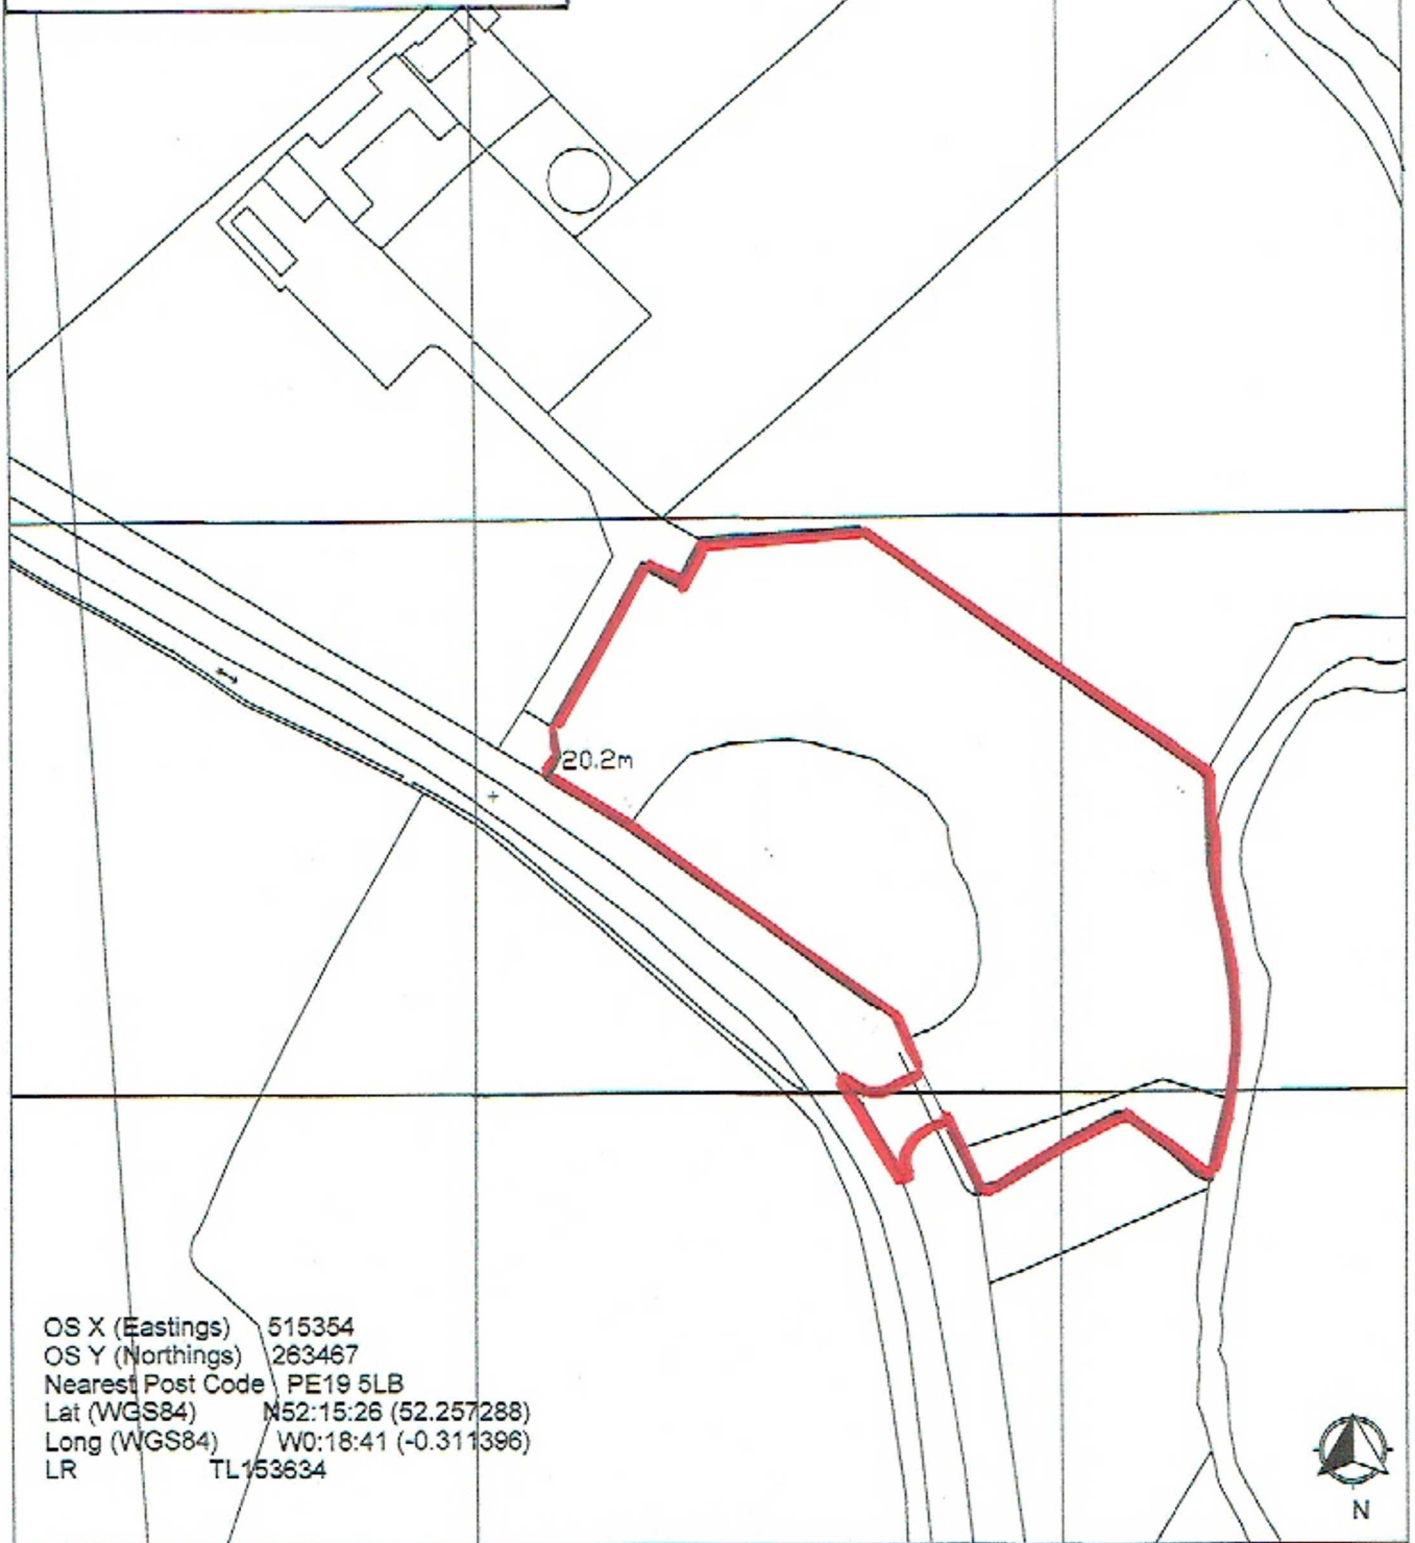 20.2m
OS X (Eastings) 515354
OS Y (Northings) 263467
Nearest Post Code PE19 5LB
Lat (WGS84) N52:15:26 (52.257288)
Long (WGS84) W0:18:41 (-0.311396)
LR TL153634
N